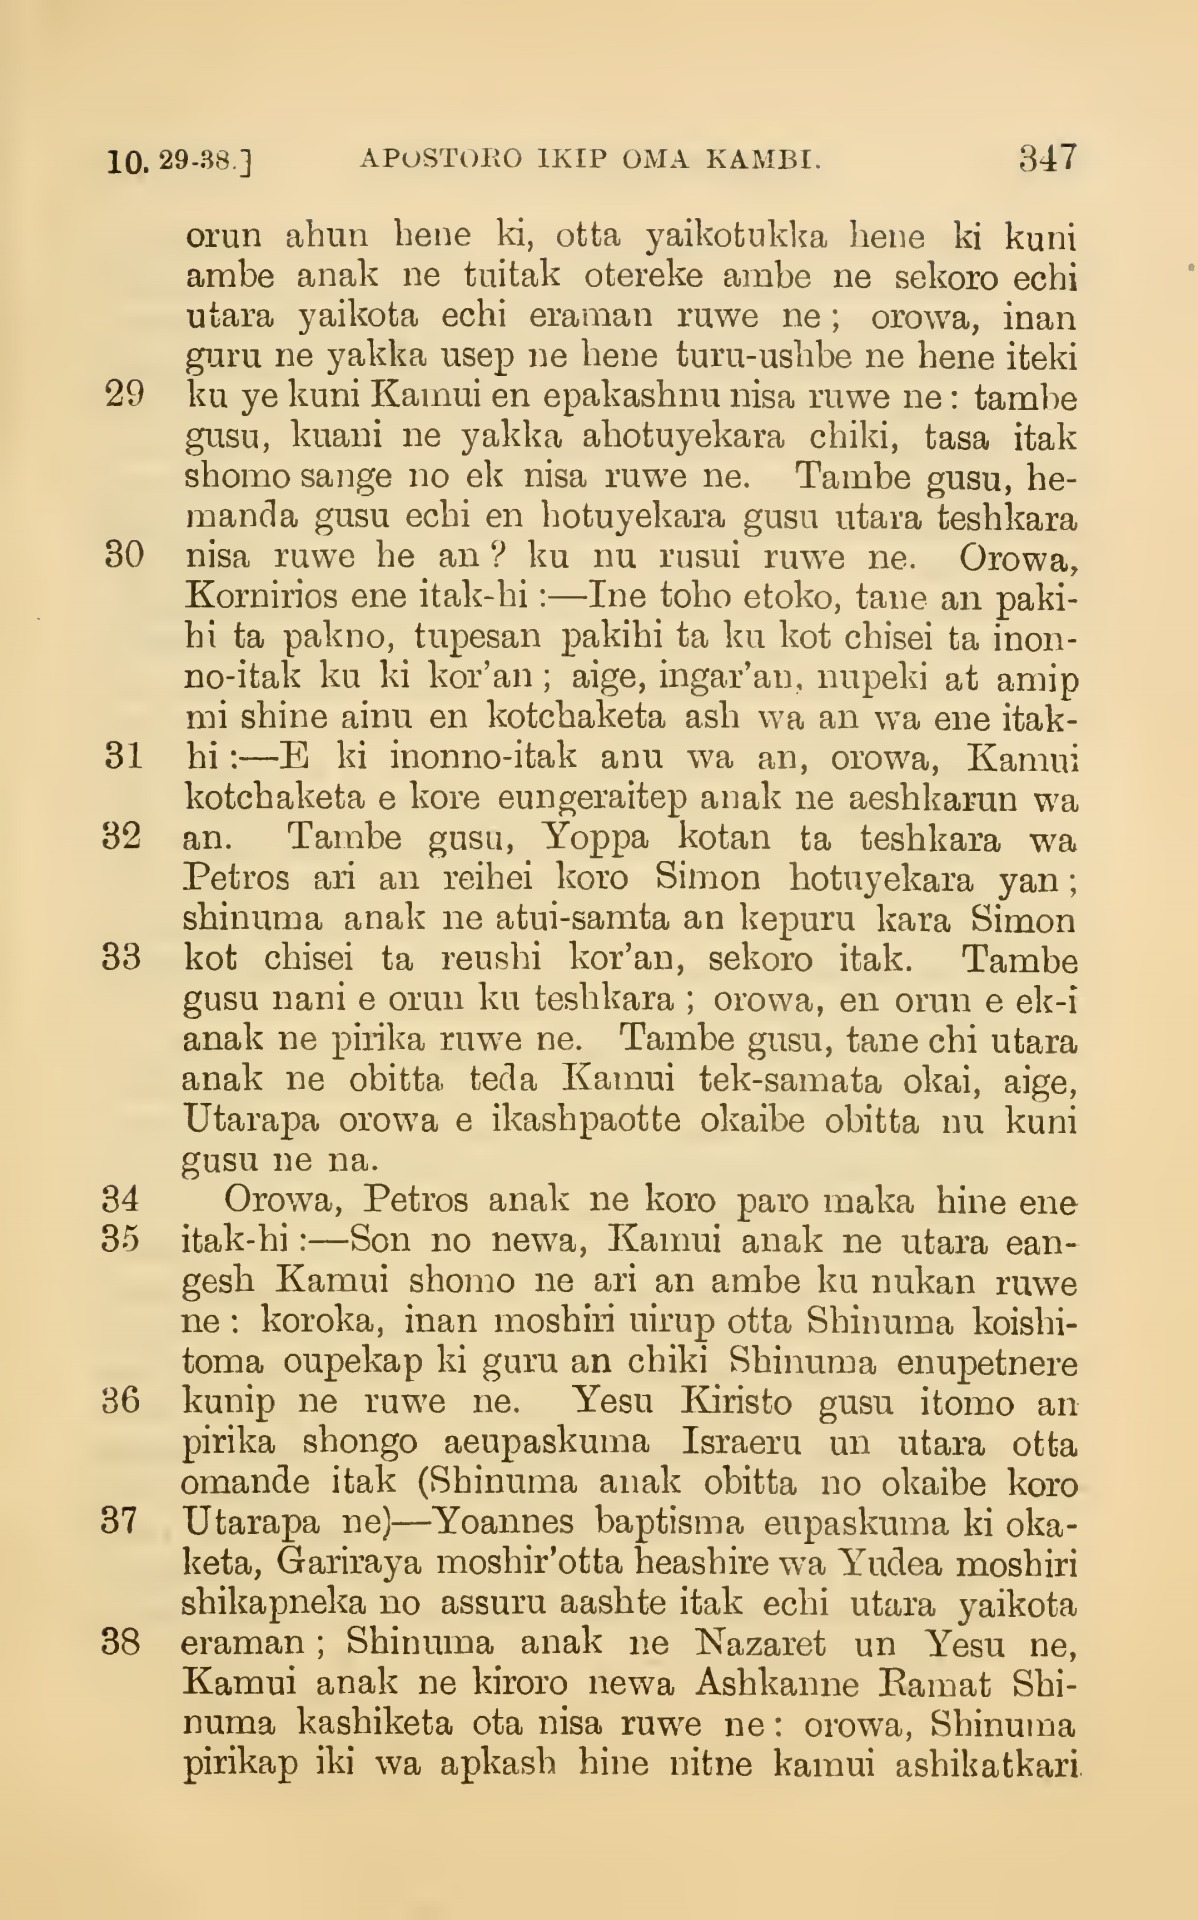 10. 29-38.] APOSTORO IKIP OMA KAMBI. 347
orun ahun hene ki, otta yaikotukka hene ki kuni
ambe anak ne tuitak otereke ambe ne sekoro echi
utara yaikota echi eraman ruwe ne ; orowa, inan
guru ne yakka usep ne hene turu-ushbe ne hene iteki
29 ku ye kuni Kamui en epakashnu nisa ruwe ne : tambe
gusu, kuani ne yakka ahotuyekara chiki, tasa itak
shomo sange no ek nisa ruwe ne. Tambe gusu, he-
manda gusu echi en hotuyekara gusu utara teshkara
30 nisa ruwe he an ? ku nu rusui ruwe ne. Orowa,
Kornirios ene itak-hi :—Ine toho etoko, tane an paki-
hi ta pakno, tupesan pakihi ta ku kot chisei ta inon-
no-itak ku ki kor'an ; aige, ingar'an, nupeki at amip
mi shine ainu en kotchaketa ash wa an wa ene itak-
31 hi :—E ki inonno-itak anu wa an, orowa, Kamui
kotchaketa e kore eungeraitep anak ne aeshkarun wa
32 an. Tambe gusu, Yoppa kotan ta teshkara wa
Petros ari an reihei koro Simon hotuyekara yan ;
shinuma anak ne atui-samta an kepuru kara Simon
33 kot chisei ta reushi kor'an, sekoro itak. Tambe
gusu nani e orun ku teshkara ; orowa, en orun e ek-i
anak ne pirika ruwe ne. Tambe gusu, tane chi utara
anak ne obitta teda Kamui tek-samata okai, aige,
Utarapa orowa e ikashpaotte okaibe obitta nu kuni
gusu ne na.
34 Orowa, Petros anak ne koro paro maka hine ene
35 itak-hi :—Son no newa, Kamui anak ne utara ean-
gesh Kamui shomo ne ari an ambe ku nukan ruwe
ne : koroka, inan moshiri uirup otta Shinuma koishi-
toma oupekap ki guru an chiki Shinuma enupetnere
36 kunip ne ruwe ne. Yesu Kiristo gusu itomo an
pirika shongo aeupaskuma Israeru un utara otta
omande itak (Shinuma anak obitta no okaibe koro
37 Utarapa ne)—Yoannes baptisma eupaskuma ki oka-
keta, Gariraya moshir'otta heashire wa Yudea moshiri
shikapneka no assuru aashte itak echi utara yaikota
38 eraman ; Shinuma anak ne Nazaret un Yesu ne,
Kamui anak ne kiroro newa Ashkanne Ramat Shi-
numa kashiketa ota nisa ruwe ne : orowa, Shinuma
pirikap iki wa apkash hine nitne kamui ashikatkari